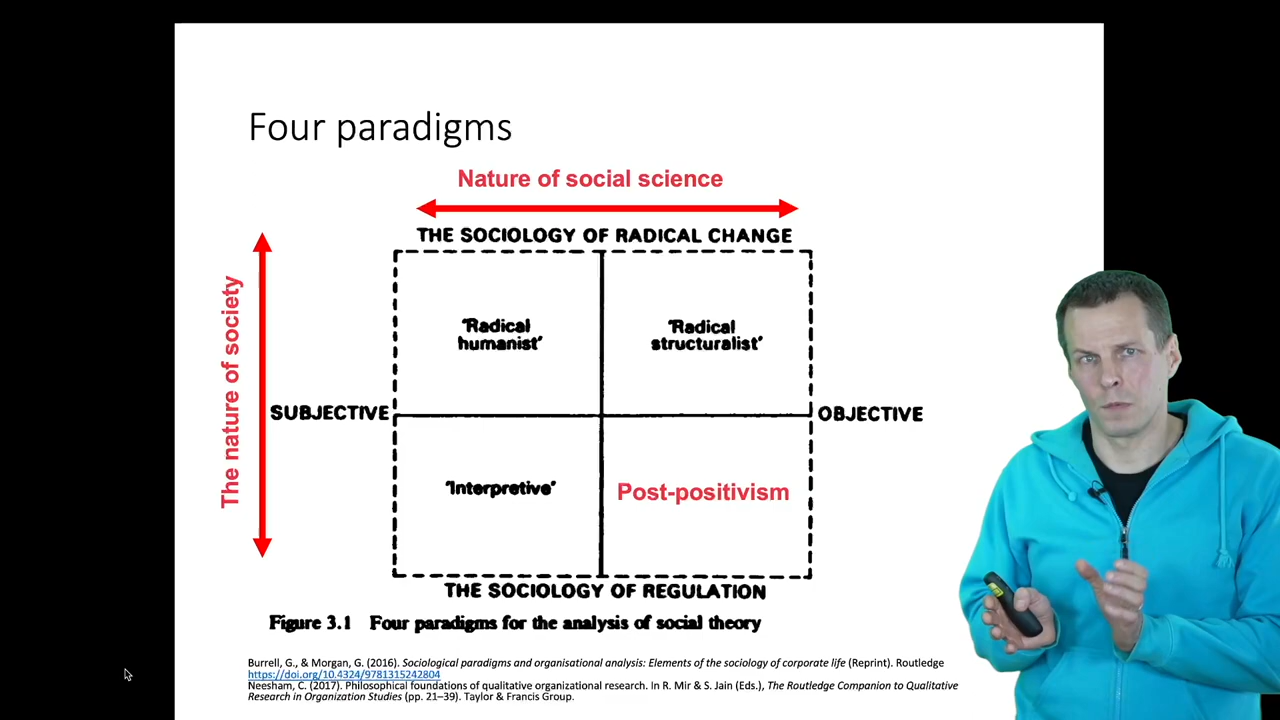 Four paradigms
Nature of social science
THE SOCIOLOGY OF RADICAL CHANGE
The nature of society
'Radical
humanist'
'Radical
structuralist'
SUBJECTIVE
OBJECTIVE
'Interpretive'
Post-positivism
THE SOCIOLOGY OF REGULATION
Figure 3.1 Four paradigms for the analysis of social theory
Burrell, G., & Morgan, G. (2016). Sociological paradigms and organisational analysis: Elements of the sociology of corporate life (Reprint). Routledge
https://doi.org/10.4324/9781315242804
Neesham, C. (2017). Philosophical foundations of qualitative organizational research. In R. Mir & S. Jain (Eds.), The Routledge Companion to Qualitative
Research in Organization Studies (pp. 21–39). Taylor & Francis Group.